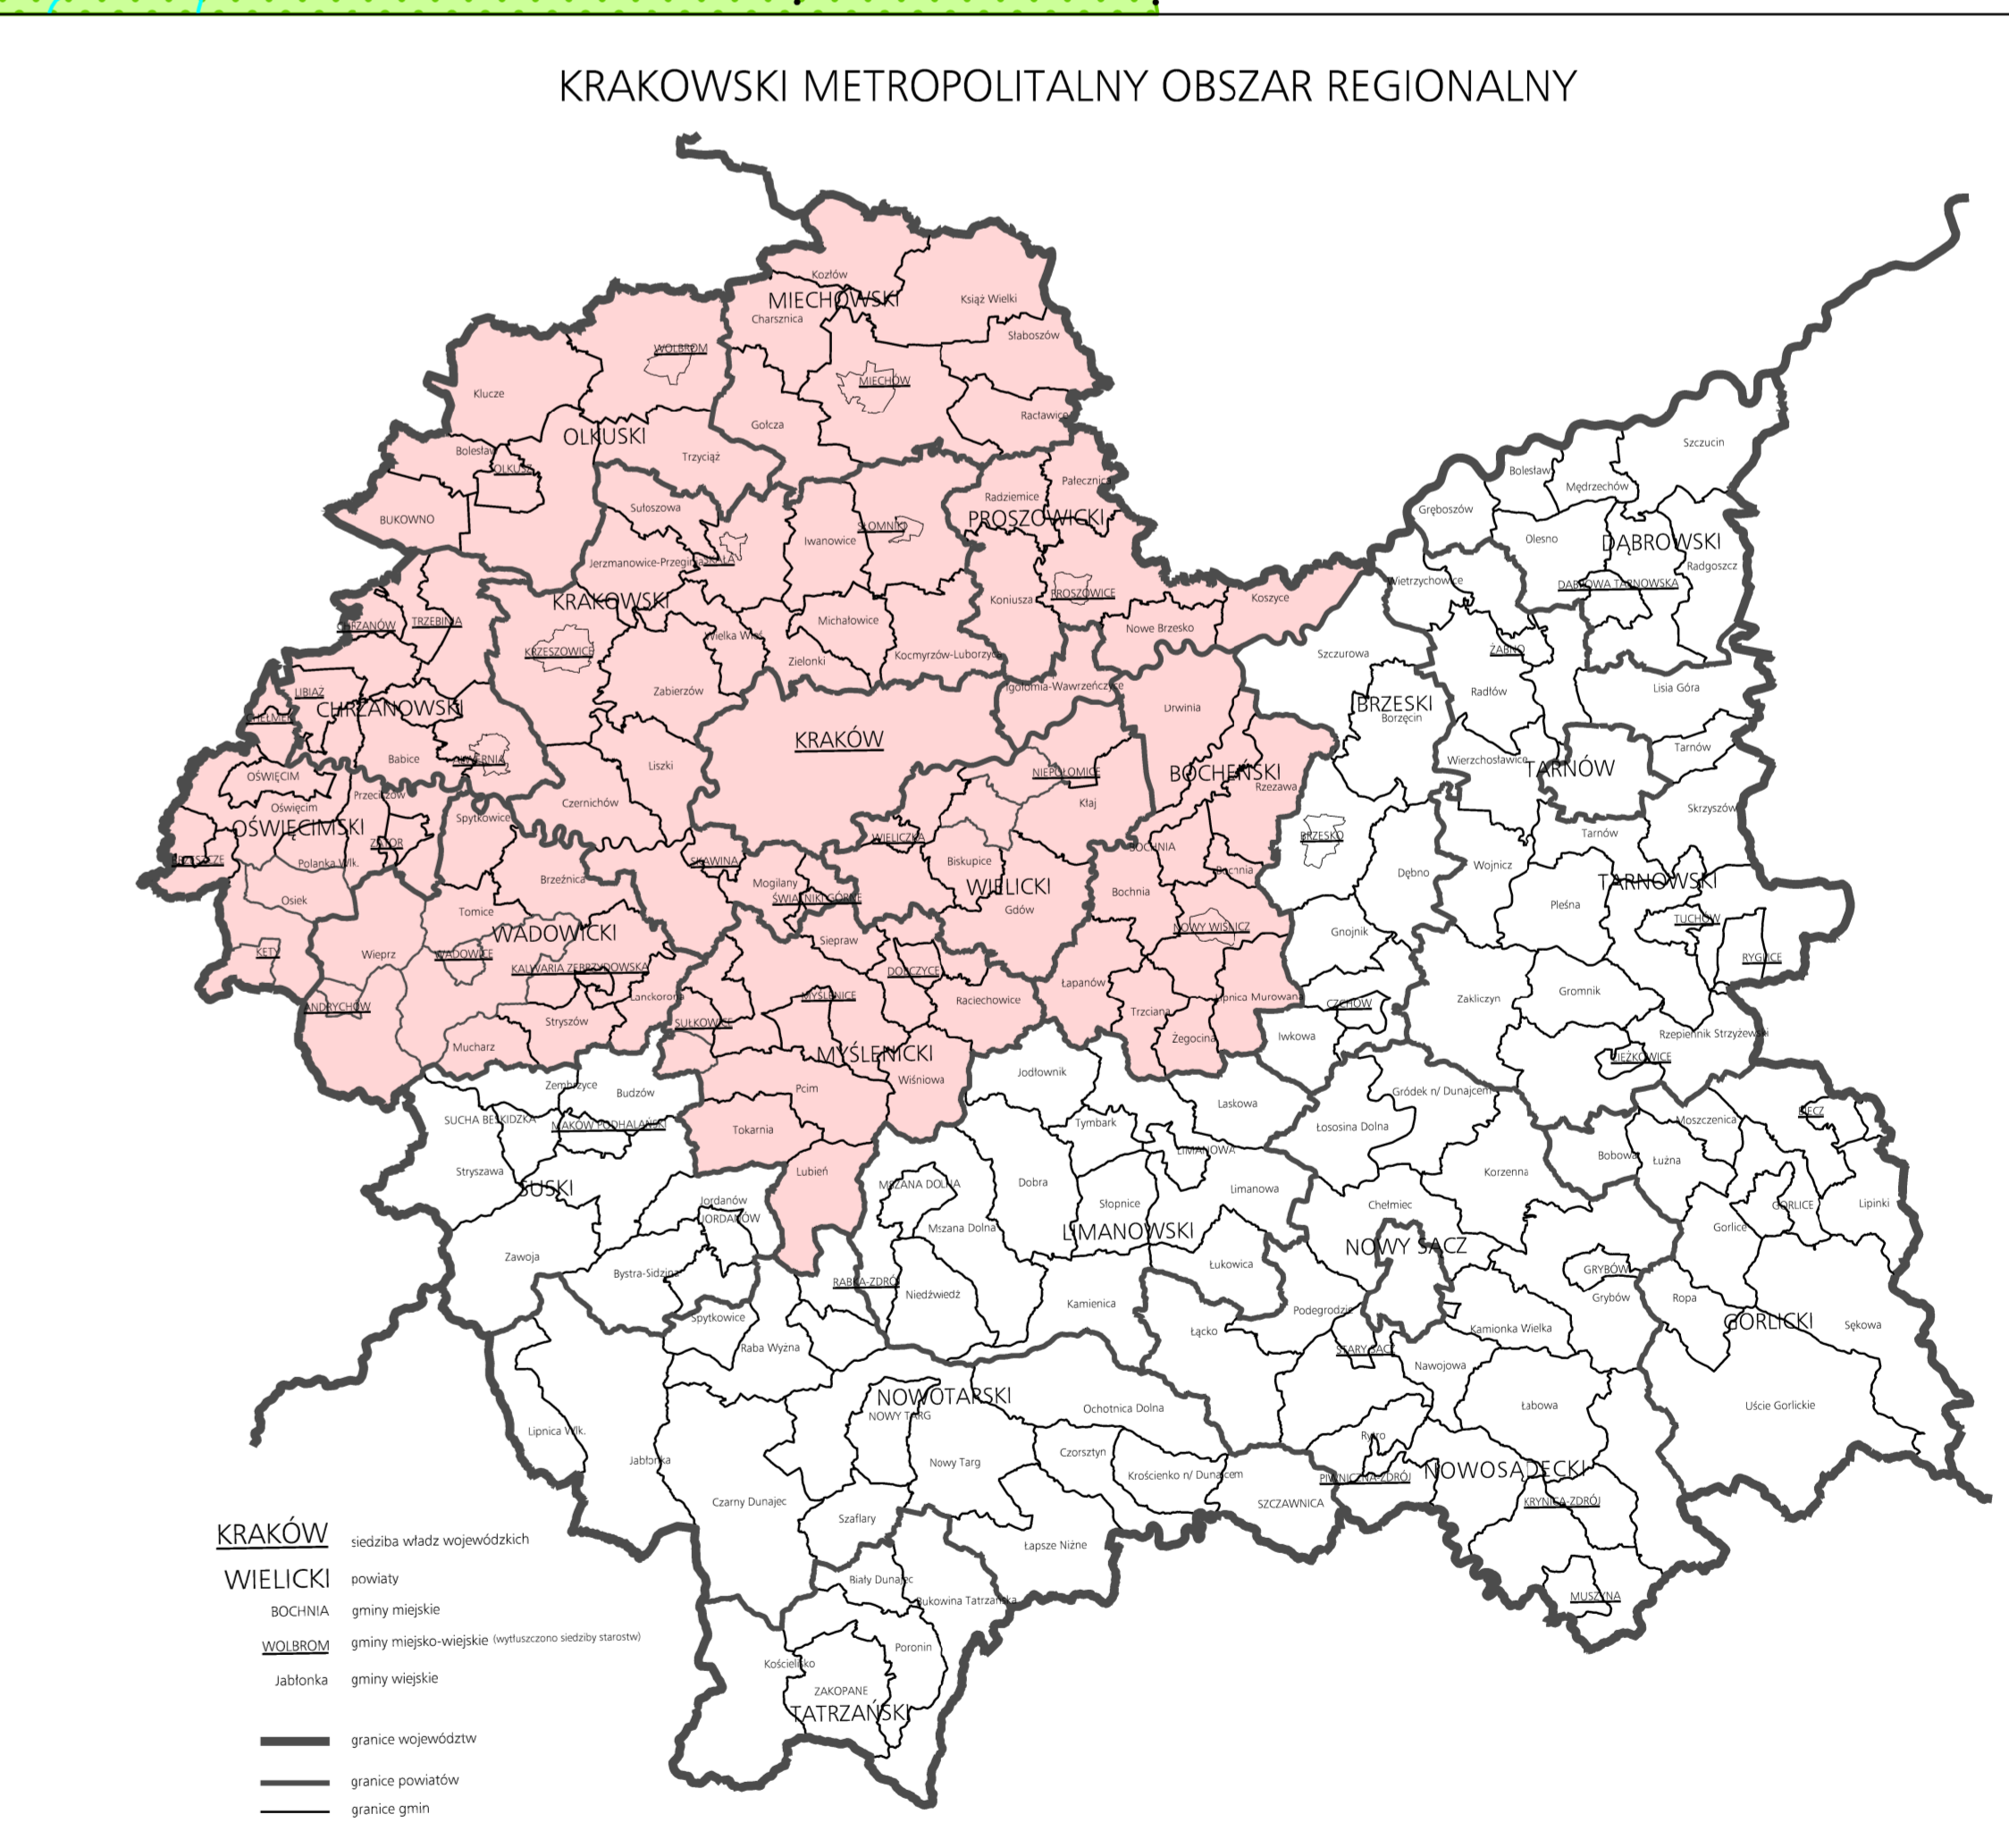 KRAKOWSKI METROPOLITALNY OBSZAR REGIONALNY
Kozłów
MIECHOWSKI
Książ Wielki
Charsznica
Słaboszów
WOLBROM
MIECHÓW
Klucze
Racławice
Gołcza
OLKUSKI
Bolesław
Trzyciąż
OLKUSZ
Szczucin
Bolesław
Mędrzechów
Pałecznica
Radziemice
Sułoszowa
Gręboszów
BUKOWNO
PROSZOWICKI
SŁOMNIKI
Iwanowice
Olesno
DĄBROWSKI
Jerzmanowice-Przeginia
SKAŁA
Radgoszcz
Wietrzychowice
DĄBROWA TARNOWSKA
KRAKOWSKI
Koniusza
PROSZOWICE
Koszyce
CHRZANÓW
TRZEBINIA
Michałowice
Nowe Brzesko
Wielka Wieś
KRZESZOWICE
Zielonki
Kocmyrzów-Luborzyca
Szczurowa
ŻABNO
LIBIĄŻ
Zabierzów
Igołomia-Wawrzeńczyce
Radłów
Lisia Góra
CHEŁMEK
CHRZANOWSKI
Drwinia
BRZESKI
Borzęcin
KRAKÓW
Tarnów
Babice
ALWERNIA
Liszki
Wierzchosławice
TARNÓW
OŚWIĘCIM
NIEPOŁOMICE
BOCHEŃSKI
Rzezawa
Przeciszów
Oświęcim
Czernichów
Kłaj
Skrzyszów
Spytkowice
OŚWIĘCIMSKI
WIELICZKA
BRZESKO
Tarnów
ZATOR
BOCHNIA
BRZESZCZE
Polanka Wlk.
SKAWINA
Biskupice
Wojnicz
Bochnia
Dębno
Brzeźnica
Mogilany
WIELICKI
Bochnia
TARNOWSKI
Osiek
ŚWIĄTNIKI GÓRNE
Pleśna
Tomice
Gdów
TUCHÓW
WADOWICKI
NOWY WIŚNICZ
Gnojnik
Siepraw
KĘTY
Wieprz
WADOWICE
RYGLICE
KALWARIA ZEBRZYDOWSKA
DOBCZYCE
Łapanów
Gromnik
Lanckorona
MYŚLENICE
Raciechowice
Lipnica Murowana
Zakliczyn
ANDRYCHÓW
CZCHÓW
Stryszów
SUŁKOWICE
Trzciana
Rzepiennik Strzyżewski
Mucharz
Żegocina
Iwkowa
MYŚLENICKI
CIĘŻKOWICE
Jodłownik
Wiśniowa
Zembrzyce
Budzów
Pcim
Gródek n/ Dunajcem
Laskowa
BIECZ
SUCHA BESKIDZKA
MAKÓW PODHALAŃSKI
Tokarnia
Tymbark
Łososina Dolna
Moszczenica
LIMANOWA
Bobowa
Łużna
Stryszawa
Lubień
Korzenna
SUSKI
MSZANA DOLNA
Dobra
Limanowa
Jordanów
Słopnice
Chełmiec
GORLICE
Lipinki
JORDANÓW
Mszana Dolna
LIMANOWSKI
Gorlice
NOWY SĄCZ
Zawoja
Łukowica
GRYBÓW
Bystra-Sidzina
RABKA-ZDRÓJ
Niedźwiedź
Grybów
Ropa
Kamienica
Podegrodzie
Spytkowice
GORLICKI
Sękowa
Łącko
Kamionka Wielka
Raba Wyżna
STARY SĄCZ
Nawojowa
NOWOTARSKI
Łabowa
Uście Gorlickie
Ochotnica Dolna
NOWY TARG
Lipnica Wlk.
Rytro
Czorsztyn
Jabłonka
Nowy Targ
NOWOSĄDECKI
Krościenko n/ Dunajcem
PIWNICZNA-ZDRÓJ
Czarny Dunajec
SZCZAWNICA
KRYNICA-ZDRÓJ
Szaflary
Łapsze Niżne
Biały Dunajec
MUSZYNA
Bukowina Tatrzańska
Poronin
Kościelisko
ZAKOPANE
TATRZAŃSKI
KRAKÓW siedziba władz wojewódzkich
WIELICKI powiaty
BOCHNIA gminy miejskie
WOLBROM gminy miejsko-wiejskie (wytłuszczono siedziby starostw)
Jabłonka gminy wiejskie
granice województw
granice powiatów
granice gmin